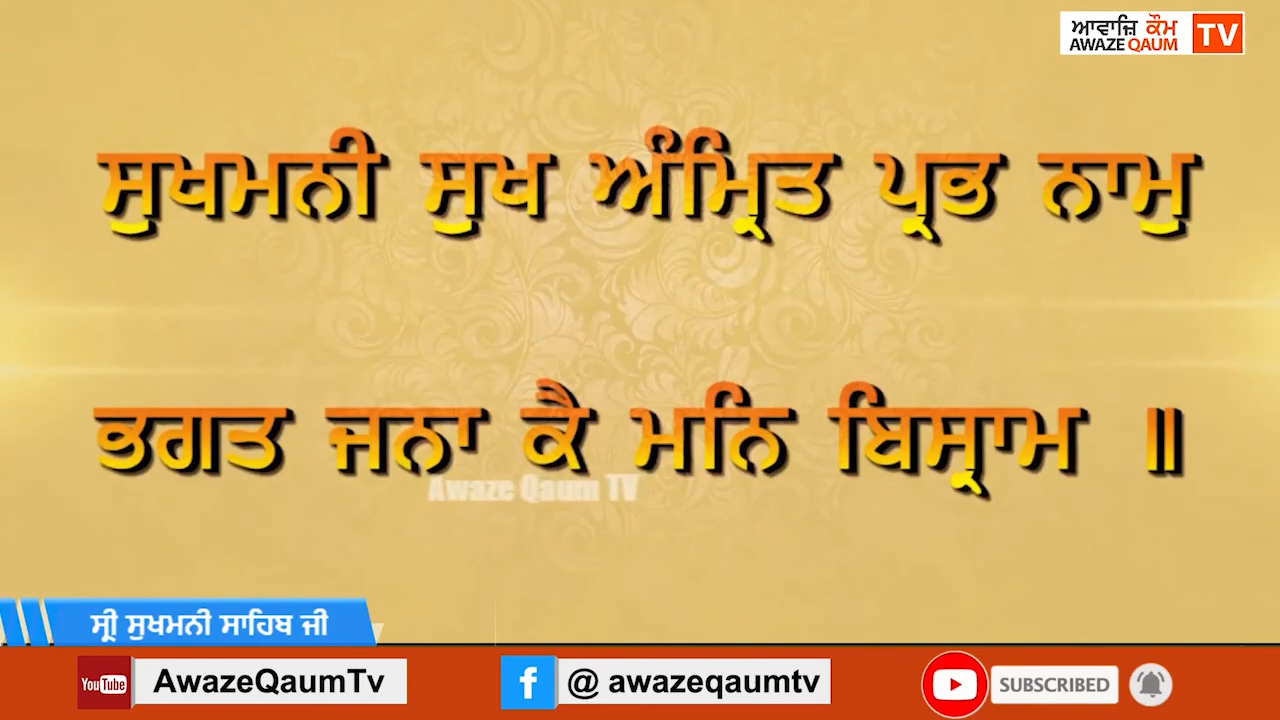 ਆਵਾਜ਼ਿ ਕੌਮ
AWAZE QAUM TV
ਸੁਖਮਨੀ ਸੁਖ ਅੰਮ੍ਰਿਤ ਪ੍ਰਭ ਨਾਮੁ
ਭਗਤ ਜਨਾ ਕੈ ਮਨਿ ਬਿਸ੍ਰਾਮ ॥
Awaze Qaum TV
ਸ੍ਰੀ ਸੁਖਮਨੀ ਸਾਹਿਬ ਜੀ
YouTube AwazeQaumTv
f @ awazeqaumtv
SUBSCRIBED